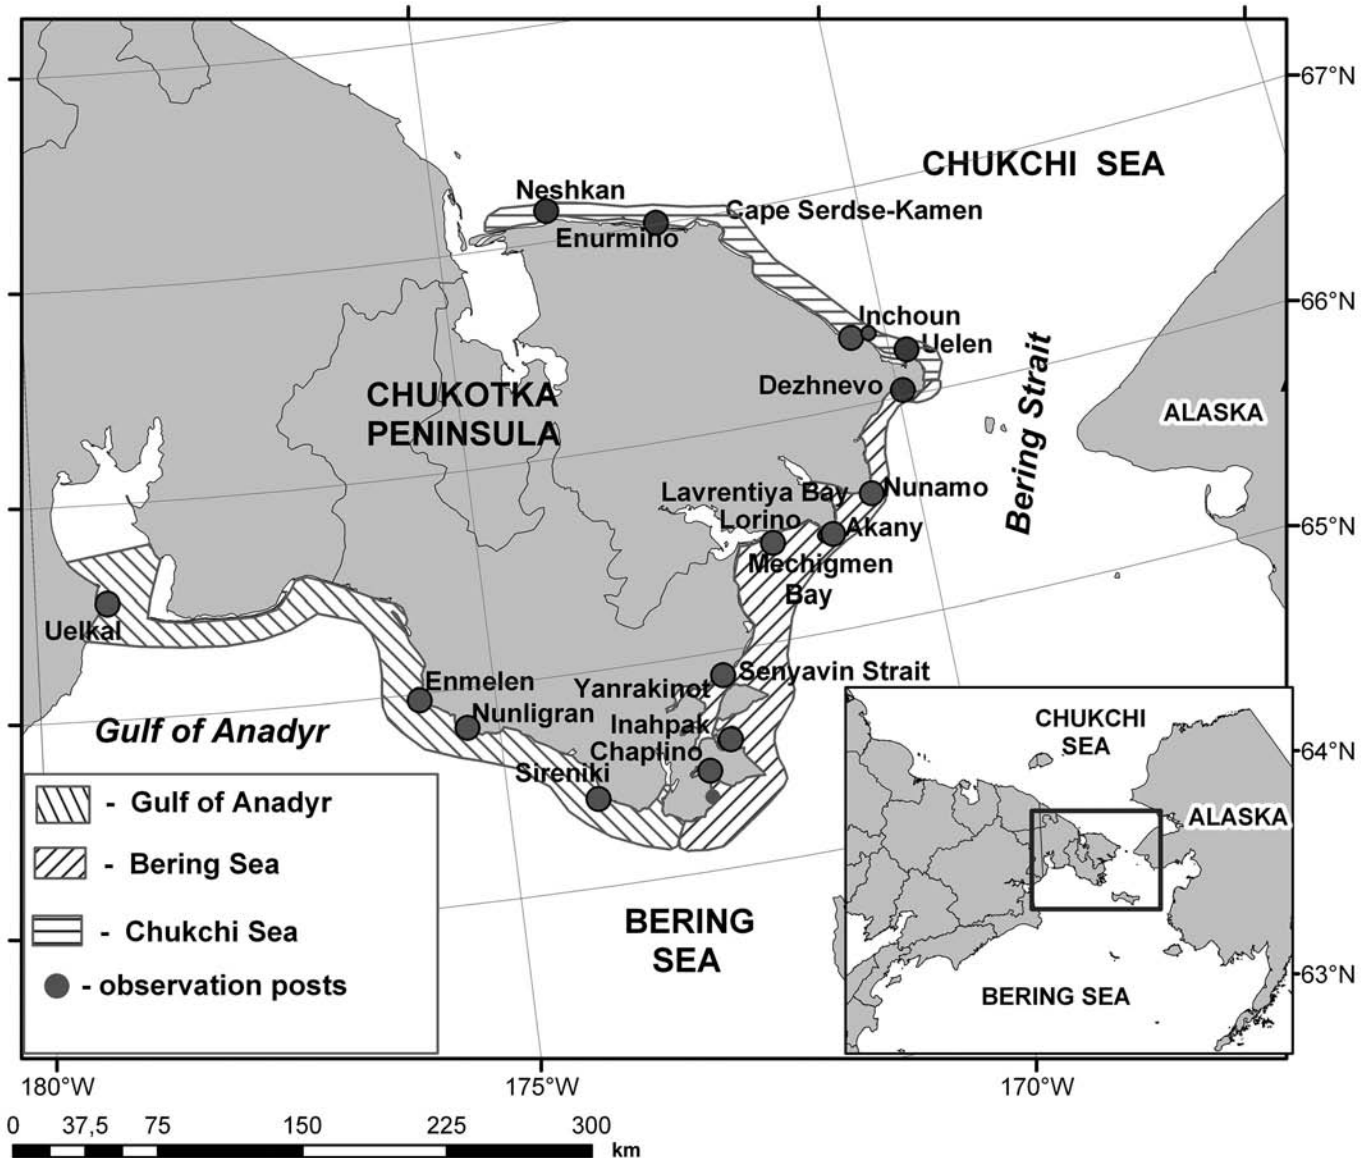 67°N
CHUKCHI SEA
Neshkan
Cape Serdse-Kamen
Enurmino
66°N
Inchoun
Uelen
Dezhnevo
CHUKOTKA
PENINSULA
Bering Strait
ALASKA
Lavrentiya Bay
Nunamo
Lorino
Akany
65°N
Mechigmen
Bay
Uelkal
Senyavin Strait
Enmelen
Yanrakinot
Nunligran
Inahpak
Gulf of Anadyr
Chaplino
Sireniki
64°N
CHUKCHI
SEA
ALASKA
BERING SEA
- Gulf of Anadyr
- Bering Sea
- Chukchi Sea
- observation posts
BERING
SEA
63°N
180°W
175°W
170°W
0 37,5 75 150 225 300
km